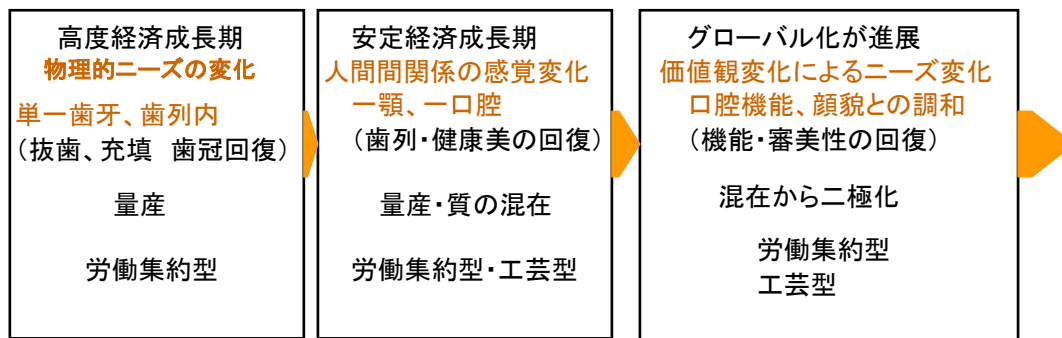 高度経済成長期
物理的ニーズの変化
単一歯牙、歯列内
（抜歯、充填　歯冠回復）
量産
労働集約型
安定経済成長期
人間間関係の感覚変化
一顎、一口腔
（歯列・健康美の回復）
量産・質の混在
労働集約型・工芸型
グローバル化が進展
価値観変化によるニーズ変化
口腔機能、顔貌との調和
（機能・審美性の回復）
混在から二極化
労働集約型
工芸型